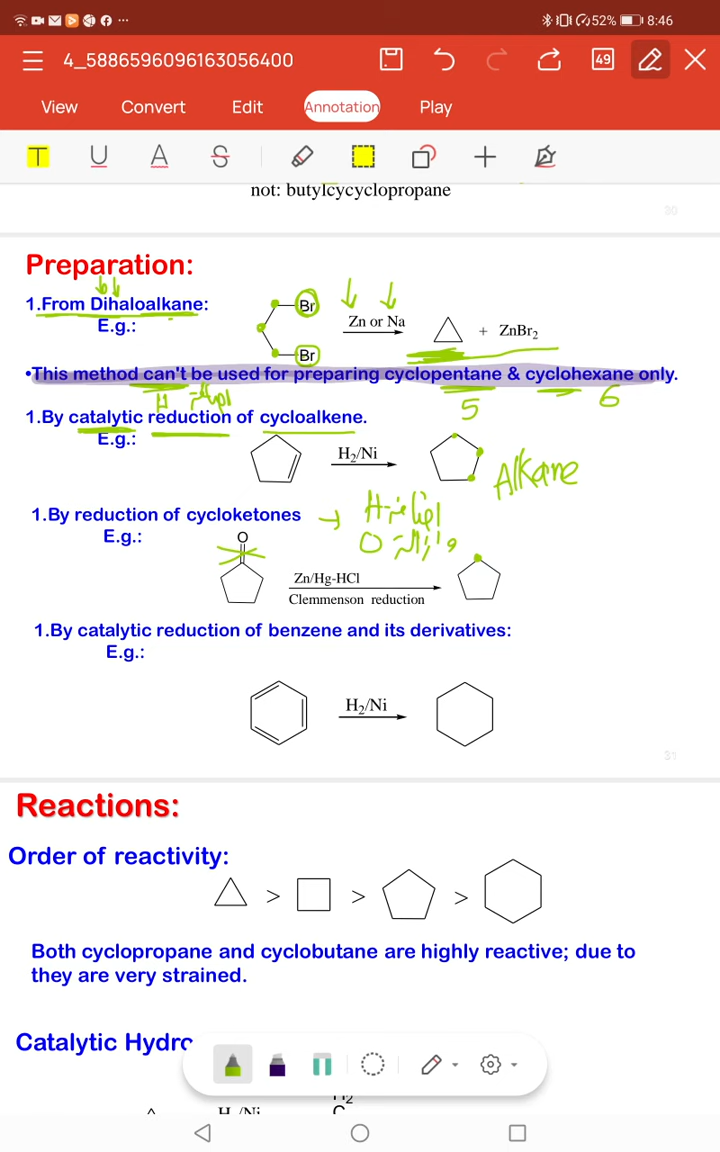 52% 8:46
4_5886596096163056400
49
View Convert Edit Annotation Play
T U A S
not: butylcycyclopropane
30
Preparation:
1.From Dihaloalkane:
E.g.:
Br
Br
Zn or Na
+ ZnBr2
•This method can't be used for preparing cyclopentane & cyclohexane only.
5 6
1.By catalytic reduction of cycloalkene.
E.g.:
H2/Ni
Alkane
1.By reduction of cycloketones
E.g.:
O
Zn/Hg-HCl
Clemmenson reduction
1.By catalytic reduction of benzene and its derivatives:
E.g.:
H2/Ni
31
Reactions:
Order of reactivity:
> > >
Both cyclopropane and cyclobutane are highly reactive; due to
they are very strained.
Catalytic Hydro